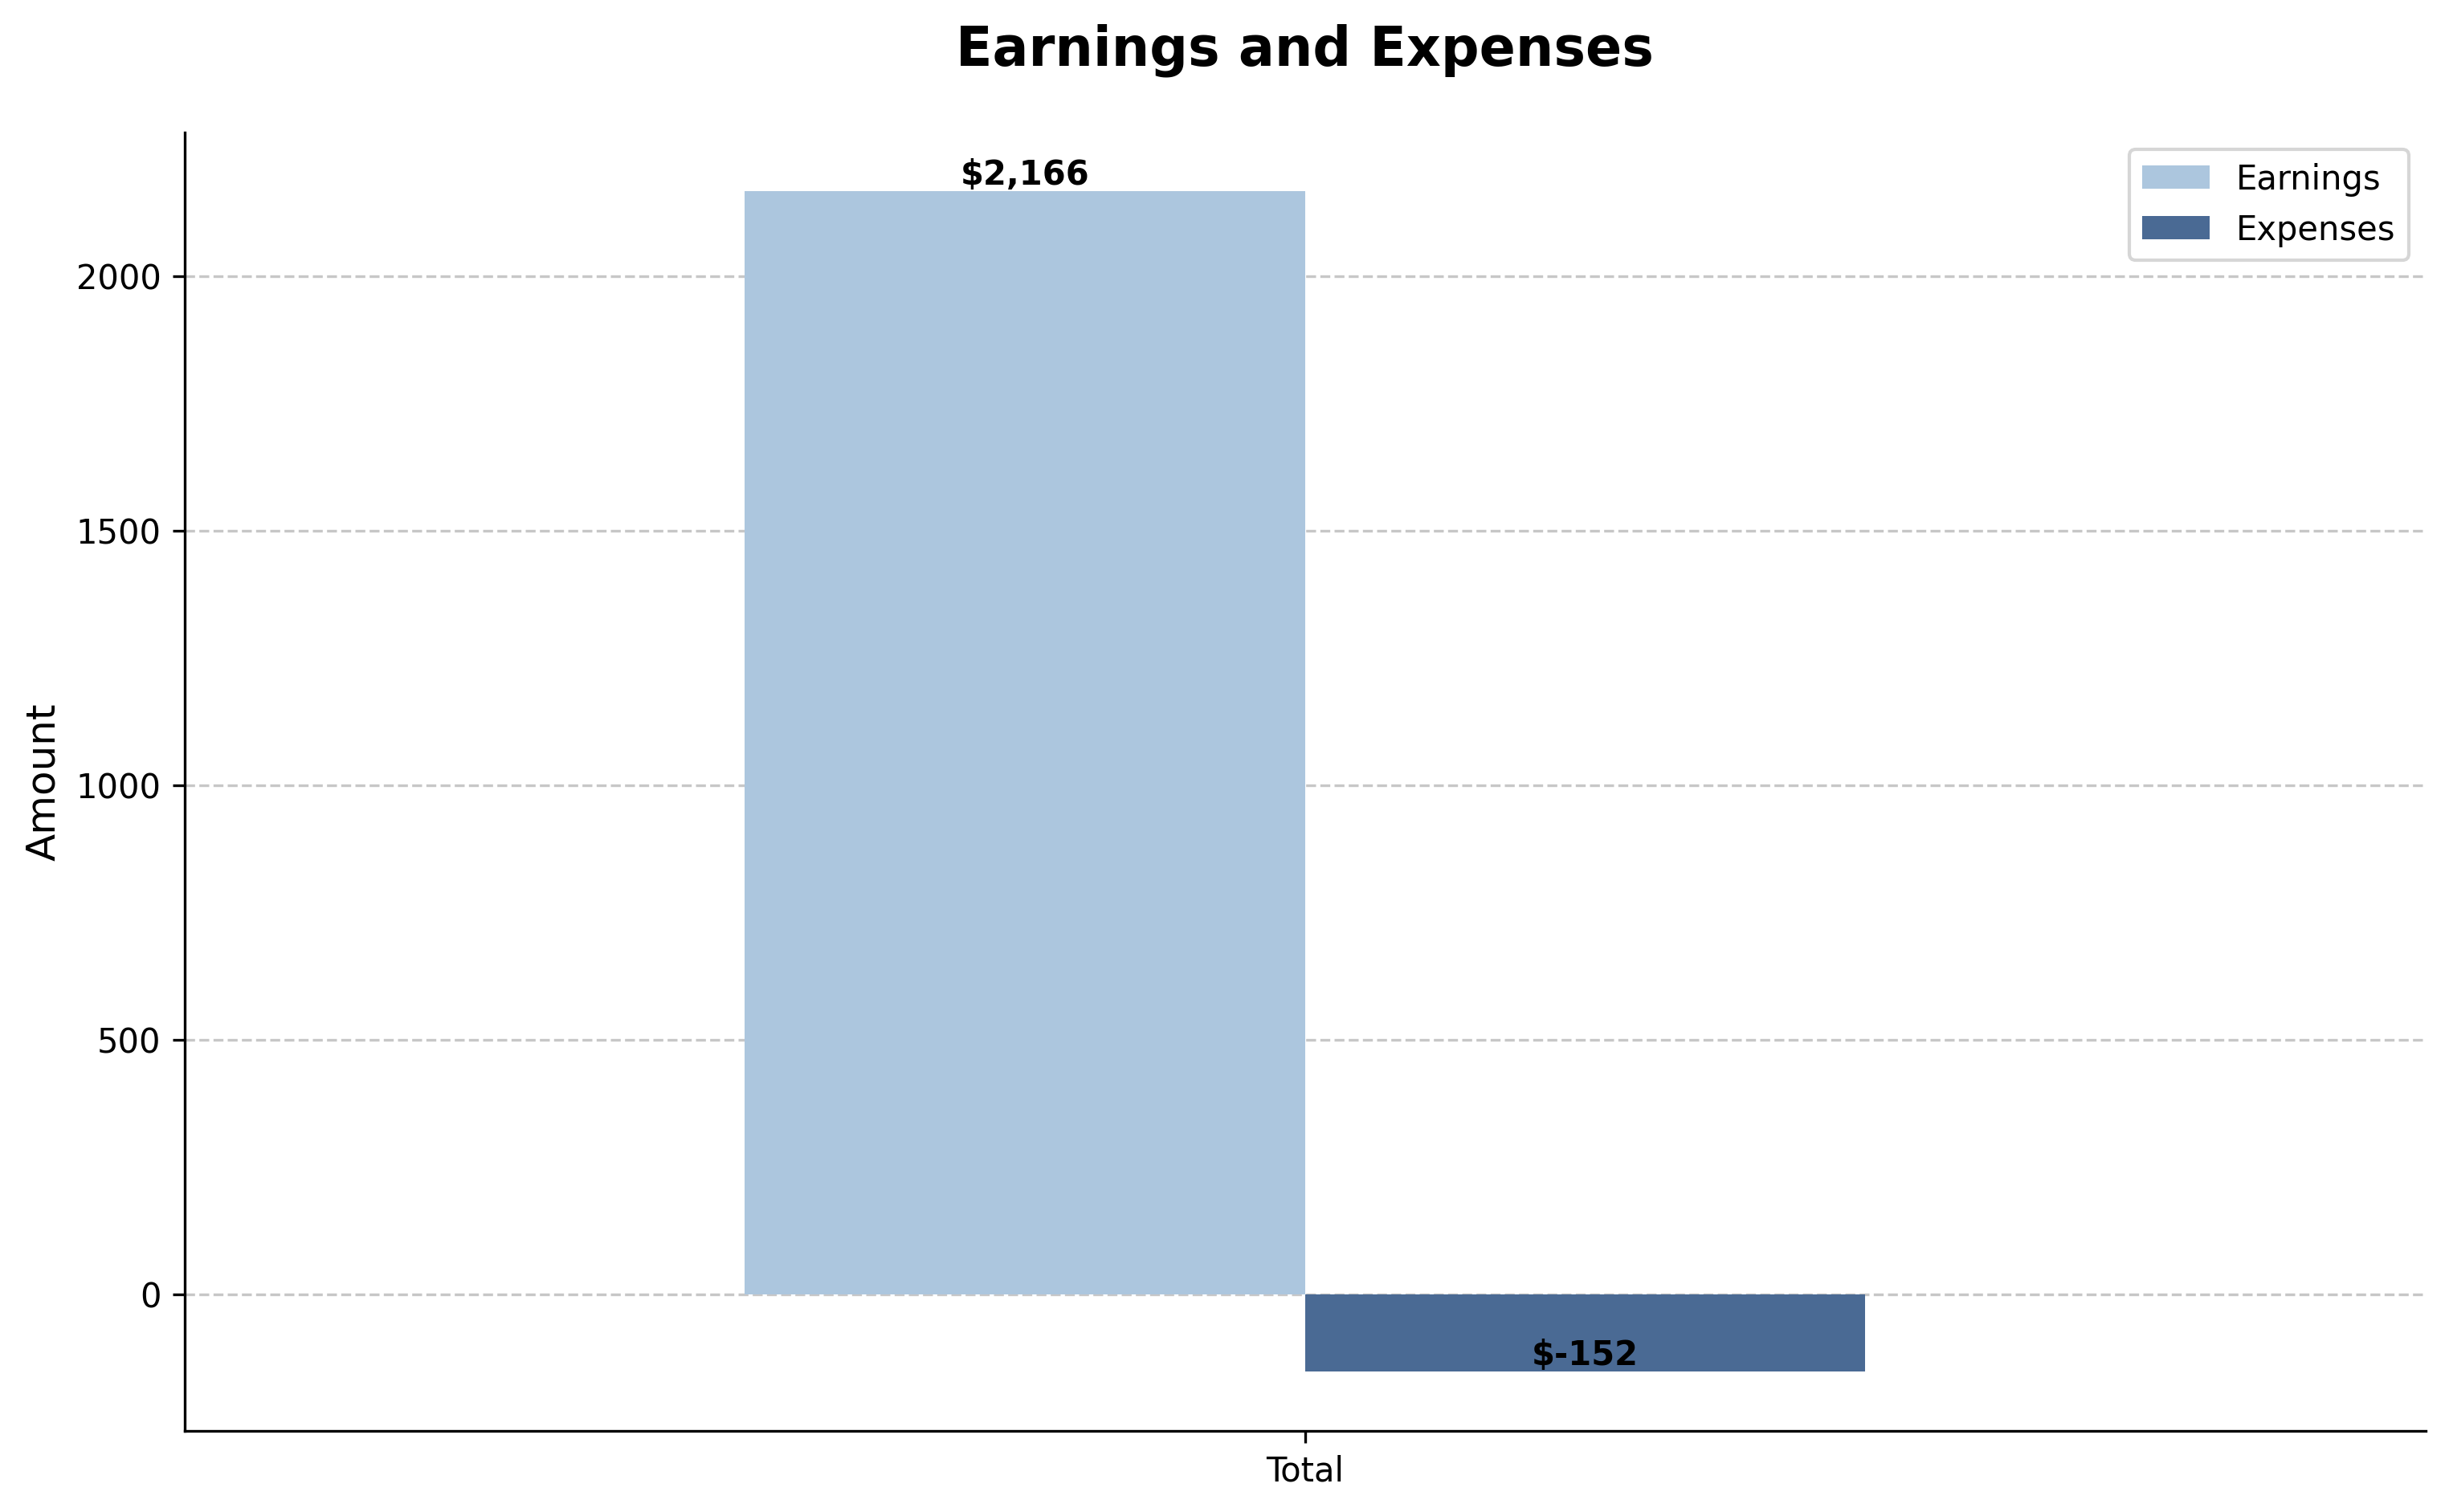 Earnings and Expenses
$2,166
Earnings
Expenses
2000
1500
1000
500
0
Amount
$-152
Total